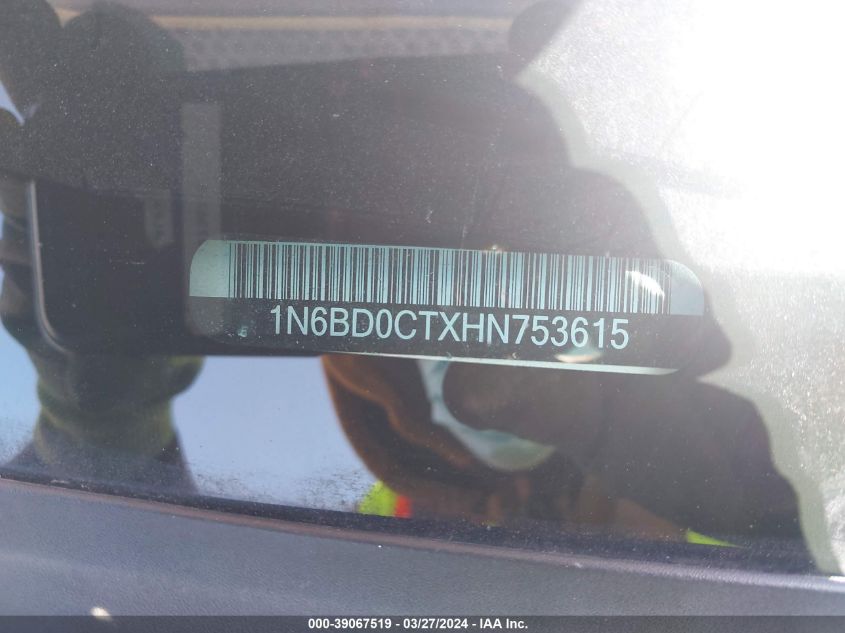 1N6BD0CTXHN753615
000-39067519 - 03/27/2024 - IAA Inc.